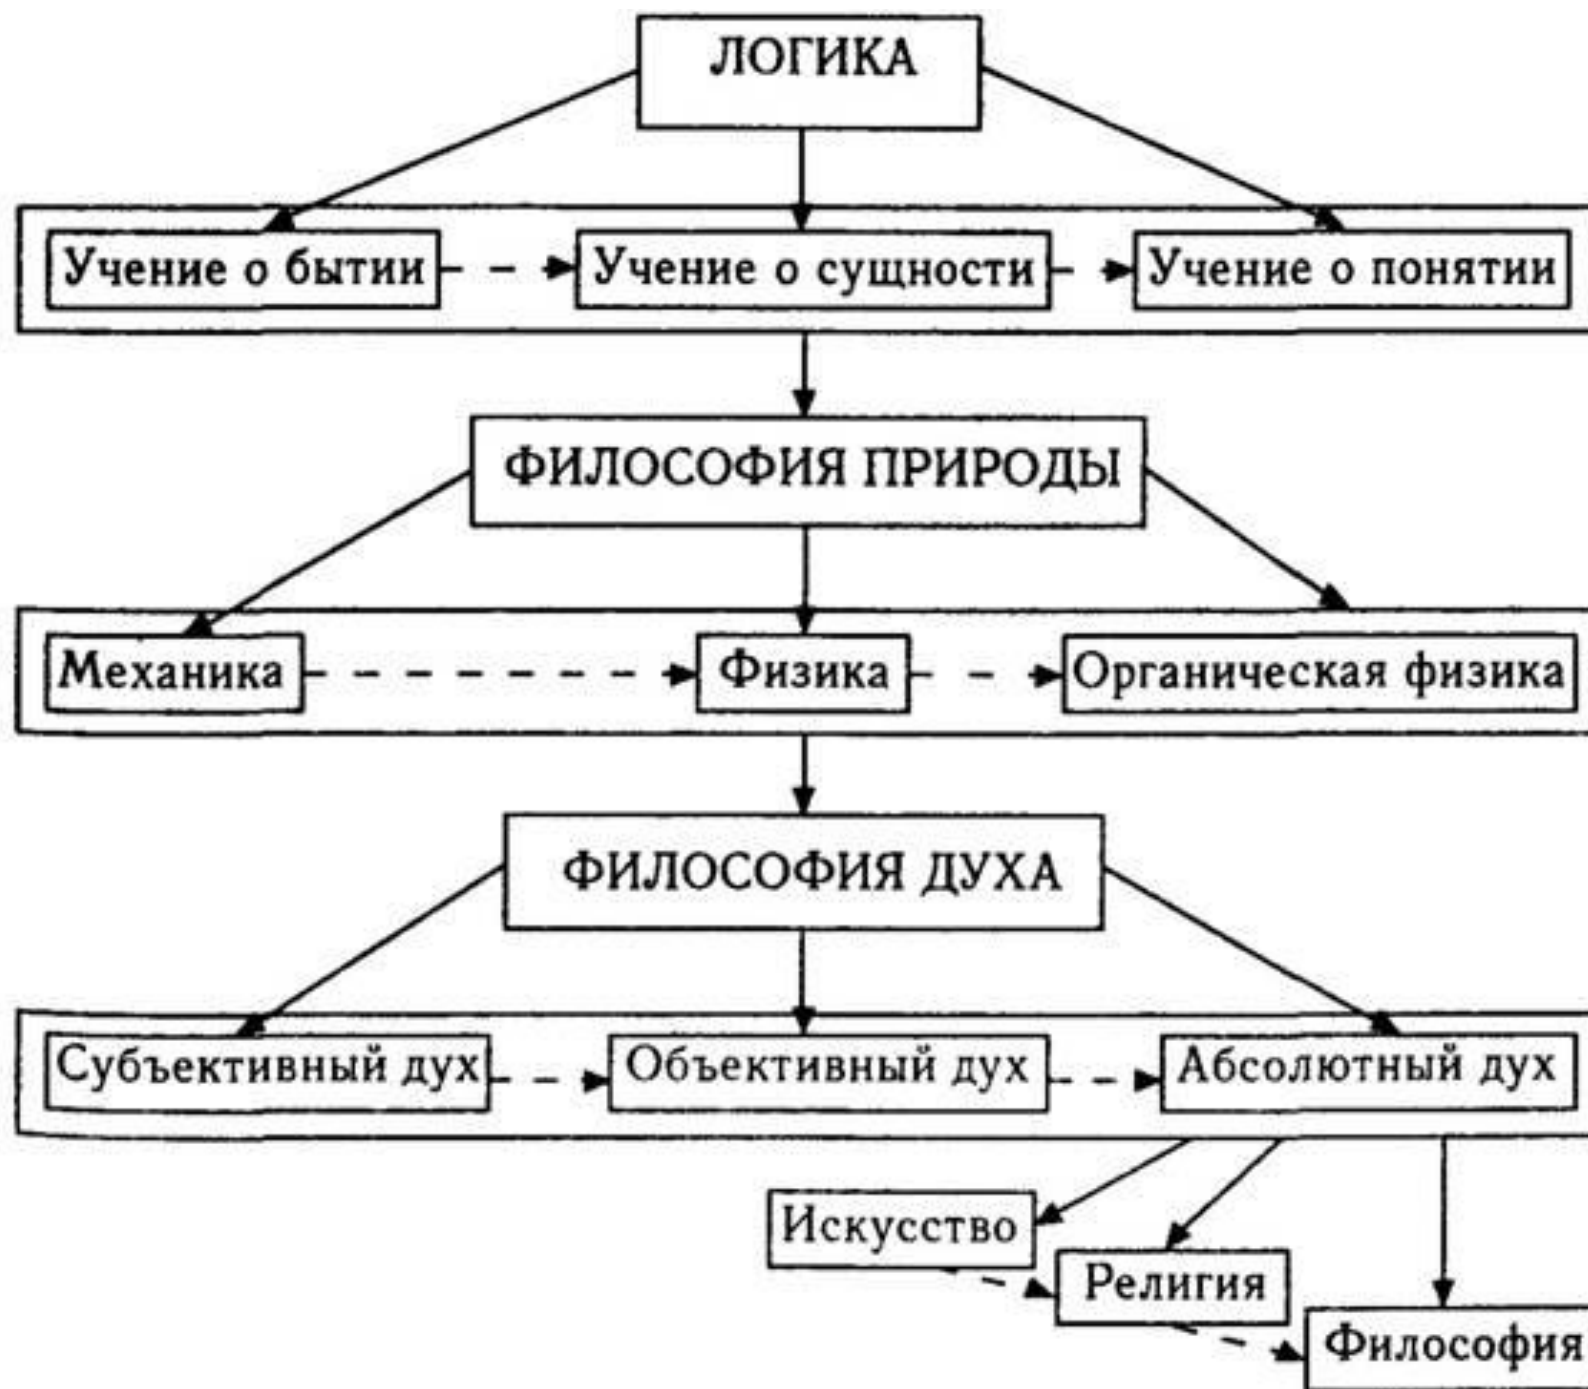 ЛОГИКА
Учение о бытии
Учение о сущности
Учение о понятии
ФИЛОСОФИЯ ПРИРОДЫ
Механика
Физика
Органическая физика
ФИЛОСОФИЯ ДУХА
Субъективный дух
Объективный дух
Абсолютный дух
Искусство
Религия
Философия